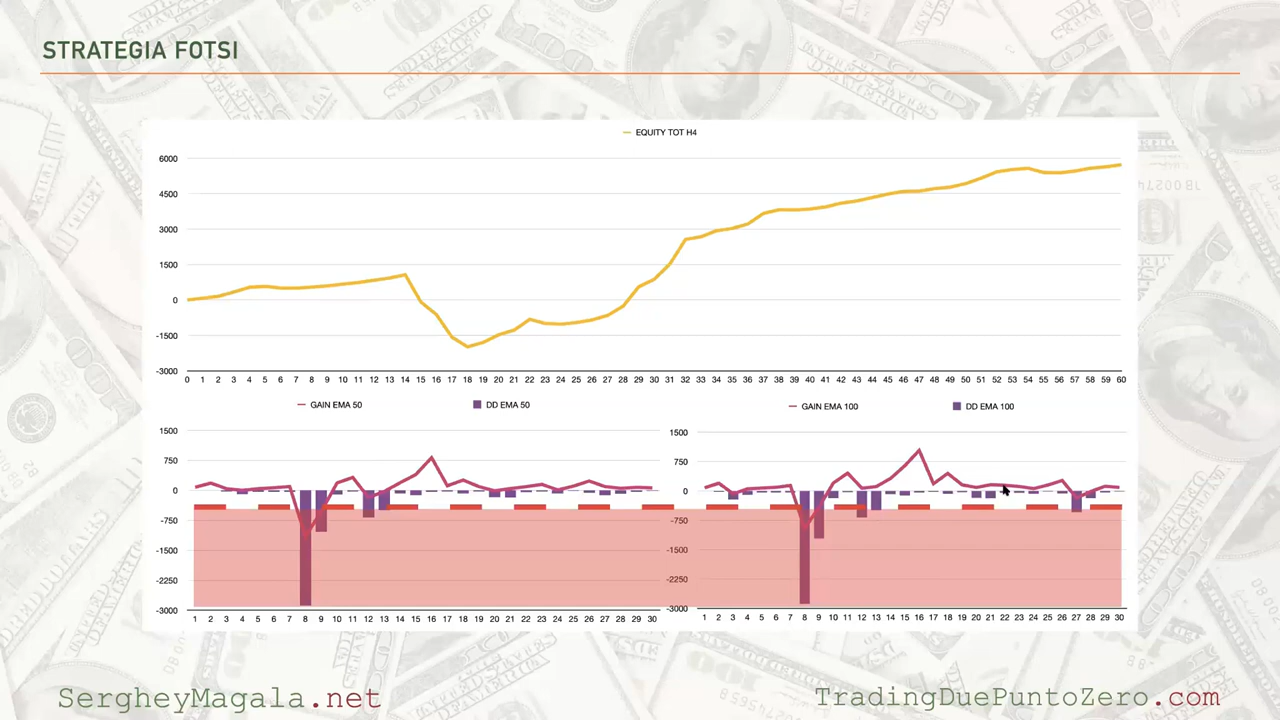 STRATEGIA FOTSI
EQUITY TOT H4
6000
4500
3000
1500
0
-1500
-3000
0 1 2 3 4 5 6 7 8 9 10 11 12 13 14 15 16 17 18 19 20 21 22 23 24 25 26 27 28 29 30 31 32 33 34 35 36 37 38 39 40 41 42 43 44 45 46 47 48 49 50 51 52 53 54 55 56 57 58 59 60
GAIN EMA 50 DD EMA 50
1500
750
0
-750
-1500
-2250
-3000
1 2 3 4 5 6 7 8 9 10 11 12 13 14 15 16 17 18 19 20 21 22 23 24 25 26 27 28 29 30
GAIN EMA 100 DD EMA 100
1500
750
0
-750
-1500
-2250
-3000
1 2 3 4 5 6 7 8 9 10 11 12 13 14 15 16 17 18 19 20 21 22 23 24 25 26 27 28 29 30
SergheyMagala.net
TradingDuePuntoZero.com